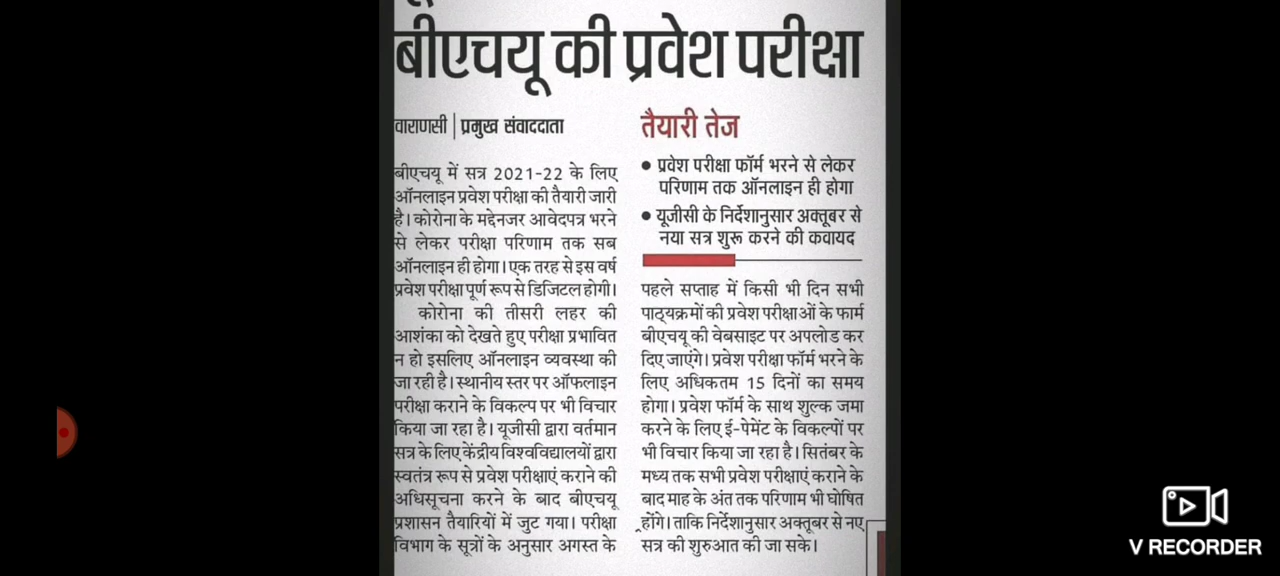 बीएचयू की प्रवेश परीक्षा
वाराणसी | प्रमुख संवाददाता
बीएचयू में सत्र 2021-22 के लिए
ऑनलाइन प्रवेश परीक्षा की तैयारी जारी
है। कोरोना के मद्देनजर आवेदपत्र भरने
से लेकर परीक्षा परिणाम तक सब
ऑनलाइन ही होगा। एक तरह से इस वर्ष
प्रवेश परीक्षा पूर्ण रूप से डिजिटल होगी।
कोरोना की तीसरी लहर की
आशंका को देखते हुए परीक्षा प्रभावित
न हो इसलिए ऑनलाइन व्यवस्था की
जा रही है। स्थानीय स्तर पर ऑफलाइन
परीक्षा कराने के विकल्प पर भी विचार
किया जा रहा है। यूजीसी द्वारा वर्तमान
सत्र के लिए केंद्रीय विश्वविद्यालयों द्वारा
स्वतंत्र रूप से प्रवेश परीक्षाएं कराने की
अधिसूचना करने के बाद बीएचयू
प्रशासन तैयारियों में जुट गया। परीक्षा
विभाग के सूत्रों के अनुसार अगस्त के
तैयारी तेज
● प्रवेश परीक्षा फॉर्म भरने से लेकर
परिणाम तक ऑनलाइन ही होगा
● यूजीसी के निर्देशानुसार अक्तूबर से
नया सत्र शुरू करने की कवायद
पहले सप्ताह में किसी भी दिन सभी
पाठ्यक्रमों की प्रवेश परीक्षाओं के फार्म
बीएचयू की वेबसाइट पर अपलोड कर
दिए जाएंगे। प्रवेश परीक्षा फॉर्म भरने के
लिए अधिकतम 15 दिनों का समय
होगा। प्रवेश फॉर्म के साथ शुल्क जमा
करने के लिए ई-पेमेंट के विकल्पों पर
भी विचार किया जा रहा है। सितंबर के
मध्य तक सभी प्रवेश परीक्षाएं कराने के
बाद माह के अंत तक परिणाम भी घोषित
होंगे। ताकि निर्देशानुसार अक्तूबर से नए
सत्र की शुरुआत की जा सके।
V RECORDER